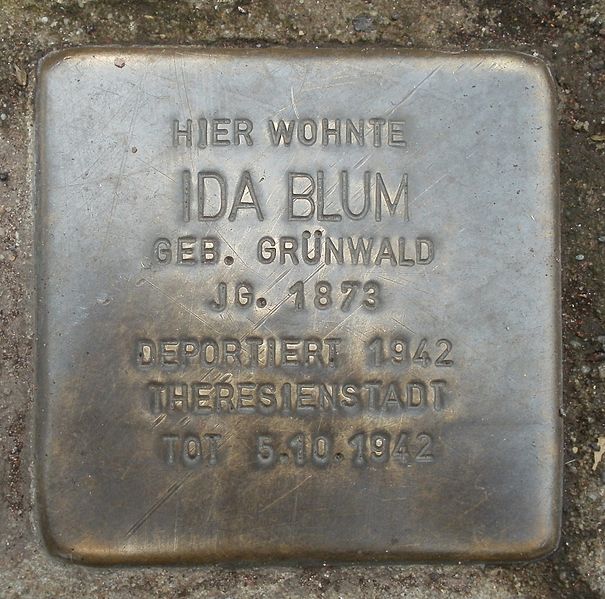 HIER WOHNTE
IDA BLUM
GEB. GRÜNWALD
JG. 1873
DEPORTIERT 1942
THERESIENSTADT
TOT 5.10.1942